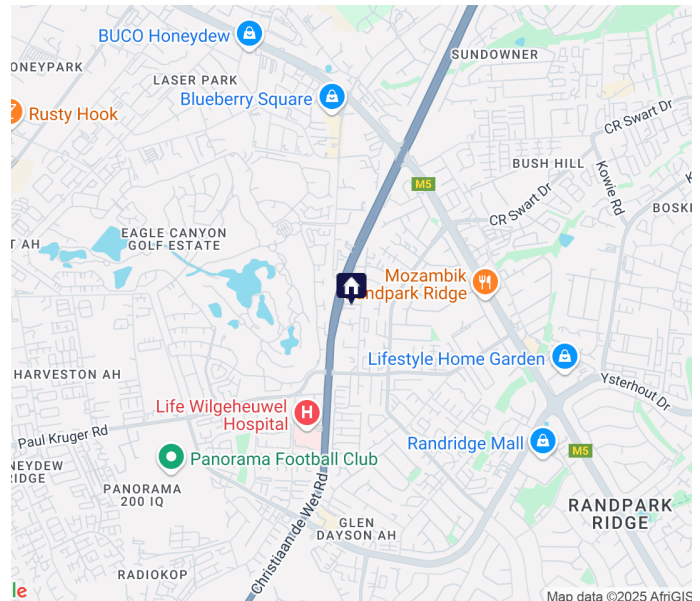 BUCO Honeydew
SUNDOWNER
ONEYPARK
LASER PARK
Blueberry Square
Rusty Hook
CR Swart Dr
BUSH HILL
M5
Kowie Rd
K
CR Swart Dr
BOSKI
EAGLE CANYON
GOLF ESTATE
T AH
Mozambik
andpark Ridge
Lifestyle Home Garden
HARVESTON AH
Ysterhout Dr
Life Wilgeheuwel
Hospital
H
Paul Kruger Rd
Randridge Mall
M5
Panorama Football Club
NEYDEW
RIDGE
PANORAMA
200 IQ
Christiaan de Wet Rd
RANDPARK
RIDGE
GLEN
DAYSON AH
RADIOKOP
le
Map data ©2025 AfriGIS